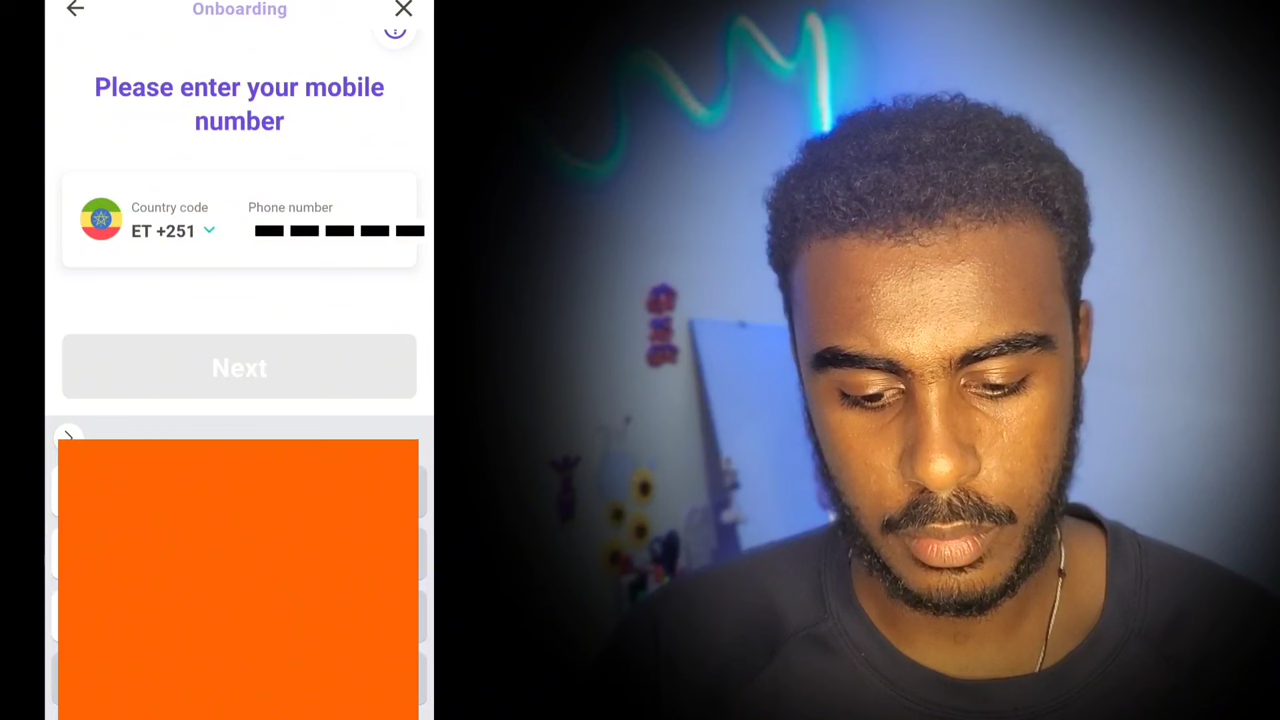 Onboarding
Please enter your mobile
number
Country code
Phone number
ET +251
Next